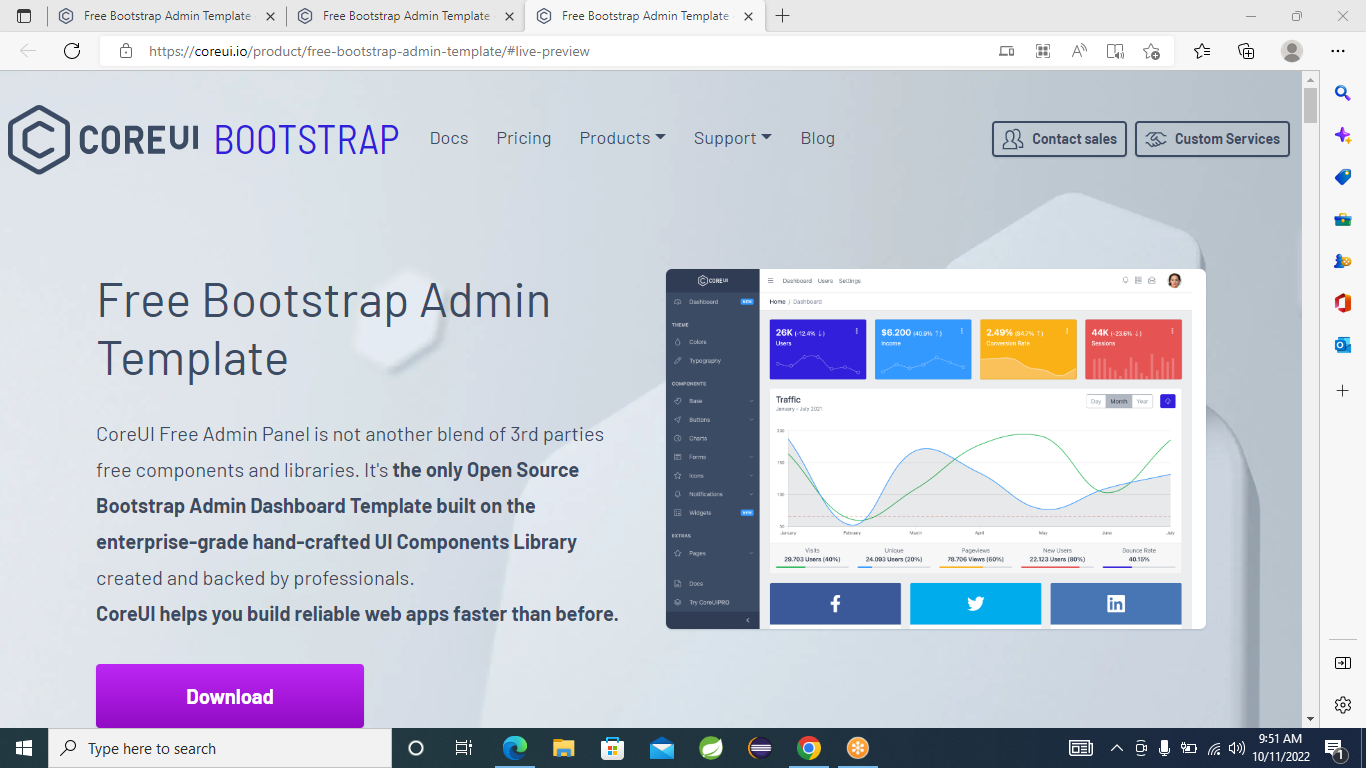 Free Bootstrap Admin Template
Free Bootstrap Admin Template
Free Bootstrap Admin Template
https://coreui.io/product/free-bootstrap-admin-template/#live-preview
COREUI BOOTSTRAP
Docs
Pricing
Products
Support
Blog
Contact sales
Custom Services
Free Bootstrap Admin
Template
CoreUI Free Admin Panel is not another blend of 3rd parties
free components and libraries. It's the only Open Source
Bootstrap Admin Dashboard Template built on the
enterprise-grade hand-crafted UI Components Library
created and backed by professionals.
CoreUI helps you build reliable web apps faster than before.
Download
COREUI
Dashboard NEW
THEME
Colors
Typography
COMPONENTS
Base
Buttons
Charts
Forms
Icons
Notifications
Widgets NEW
EXTRAS
Pages
Docs
Try CoreUI PRO
Dashboard Users Settings
Home / Dashboard
26K (-12.4% ↓)
Users
$6.200 (40.9% ↑)
Income
2.49% (84.7% ↑)
Conversion Rate
44K (-23.6% ↓)
Sessions
Traffic
January - July 2021
Day Month Year
200
150
100
50
January February March April May June July
Visits
29.703 Users (40%)
Unique
24.093 Users (20%)
Pageviews
78.706 Views (60%)
New Users
22.123 Users (80%)
Bounce Rate
40.15%
Type here to search
9:51 AM
10/11/2022
1